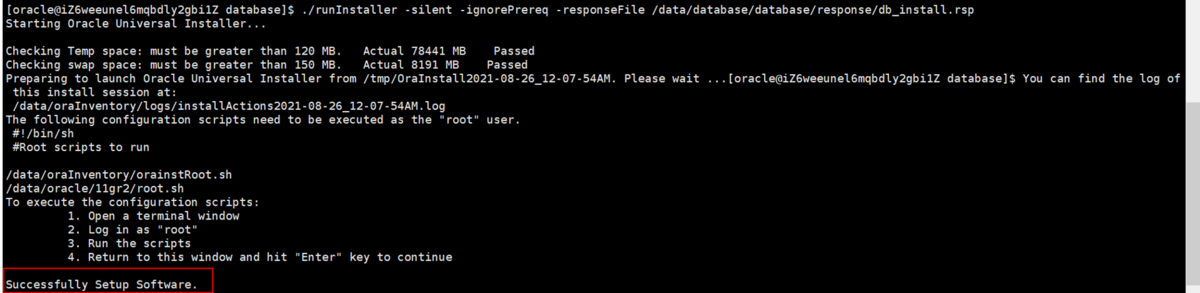 [oracle@iZ6weeunel6mqbdly2gbi1Z database]$ ./runInstaller -silent -ignorePrereq -responseFile /data/database/database/response/db_install.rsp
Starting Oracle Universal Installer...
Checking Temp space: must be greater than 120 MB.   Actual 78441 MB    Passed
Checking swap space: must be greater than 150 MB.   Actual 8191 MB    Passed
Preparing to launch Oracle Universal Installer from /tmp/OraInstall2021-08-26_12-07-54AM. Please wait ...[oracle@iZ6weeunel6mqbdly2gbi1Z database]$ You can find the log of
 this install session at:
 /data/oraInventory/logs/installActions2021-08-26_12-07-54AM.log
The following configuration scripts need to be executed as the "root" user.
 #!/bin/sh
 #Root scripts to run
/data/oraInventory/orainstRoot.sh
/data/oracle/11gr2/root.sh
To execute the configuration scripts:
         1. Open a terminal window
         2. Log in as "root"
         3. Run the scripts
         4. Return to this window and hit "Enter" key to continue
Successfully Setup Software.